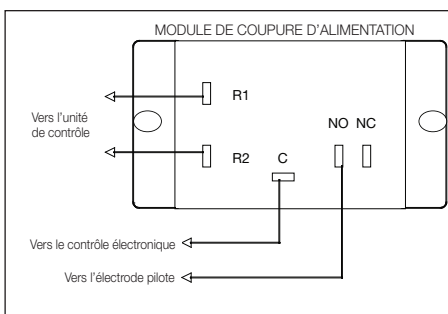 MODULE DE COUPURE D'ALIMENTATION
R1
Vers l'unité
de contrôle
NO NC
R2 C
Vers le contrôle électronique
Vers l'électrode pilote